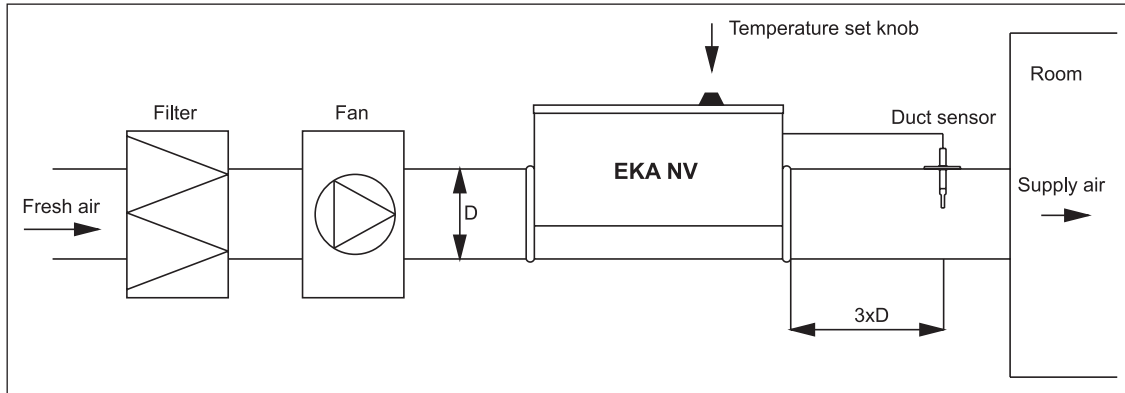 Temperature set knob
Room
Filter
Fan
Duct sensor
EKA NV
Fresh air
D
Supply air
3xD